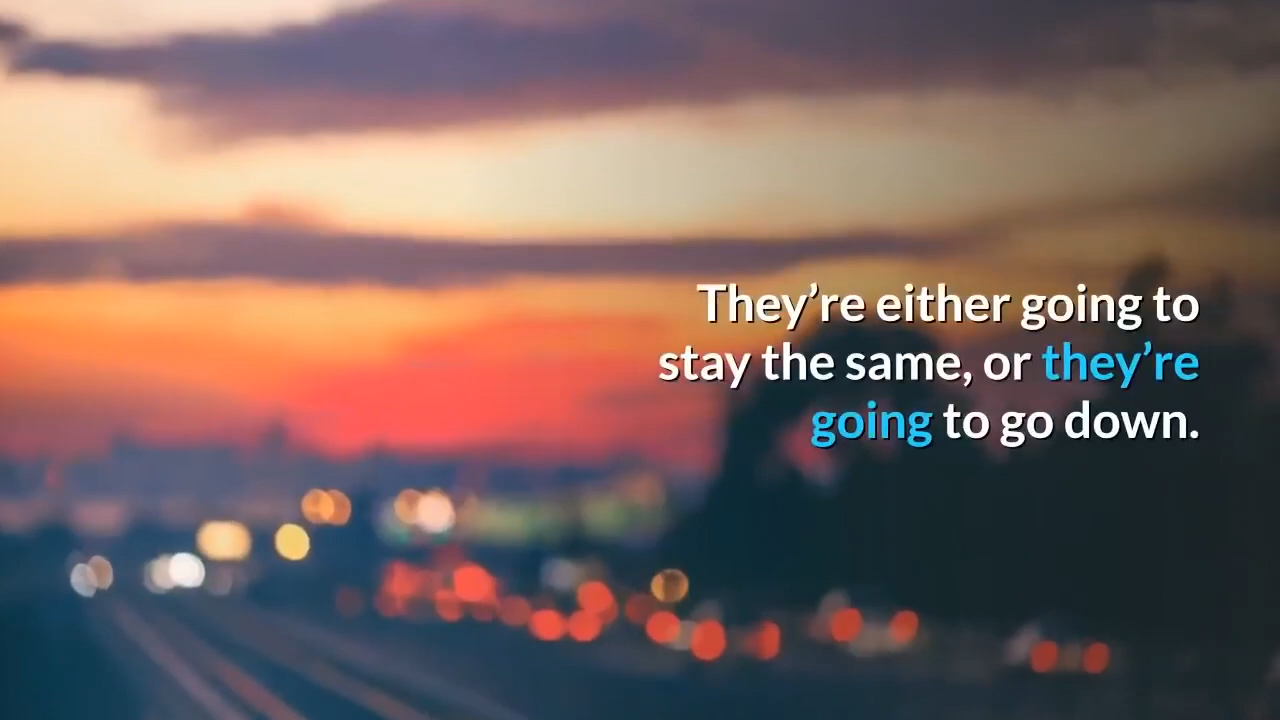 They’re either going to
stay the same, or they’re
going to go down.